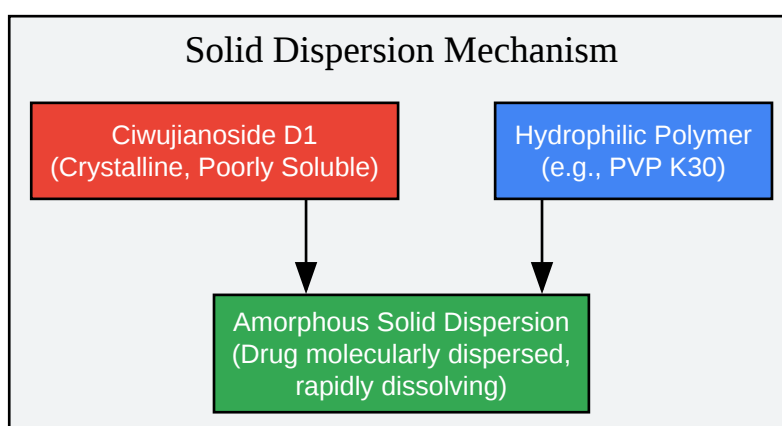 Solid Dispersion Mechanism
Ciwujianoside D1
(Crystalline, Poorly Soluble)
Hydrophilic Polymer
(e.g., PVP K30)
Amorphous Solid Dispersion
(Drug molecularly dispersed,
rapidly dissolving)